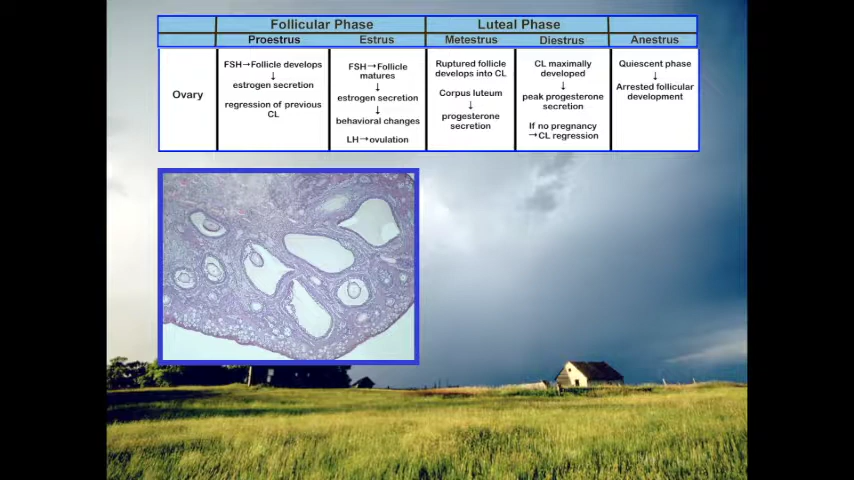 Follicular Phase Luteal Phase
Proestrus Estrus Metestrus Diestrus Anestrus
Ovary
FSH→Follicle develops
↓
estrogen secretion
regression of previous
CL
FSH→Follicle
matures
↓
estrogen secretion
↓
behavioral changes
LH→ovulation
Ruptured follicle
develops into CL
Corpus luteum
↓
progesterone
secretion
CL maximally
developed
↓
peak progesterone
secretion
If no pregnancy
→CL regression
Quiescent phase
↓
Arrested follicular
development